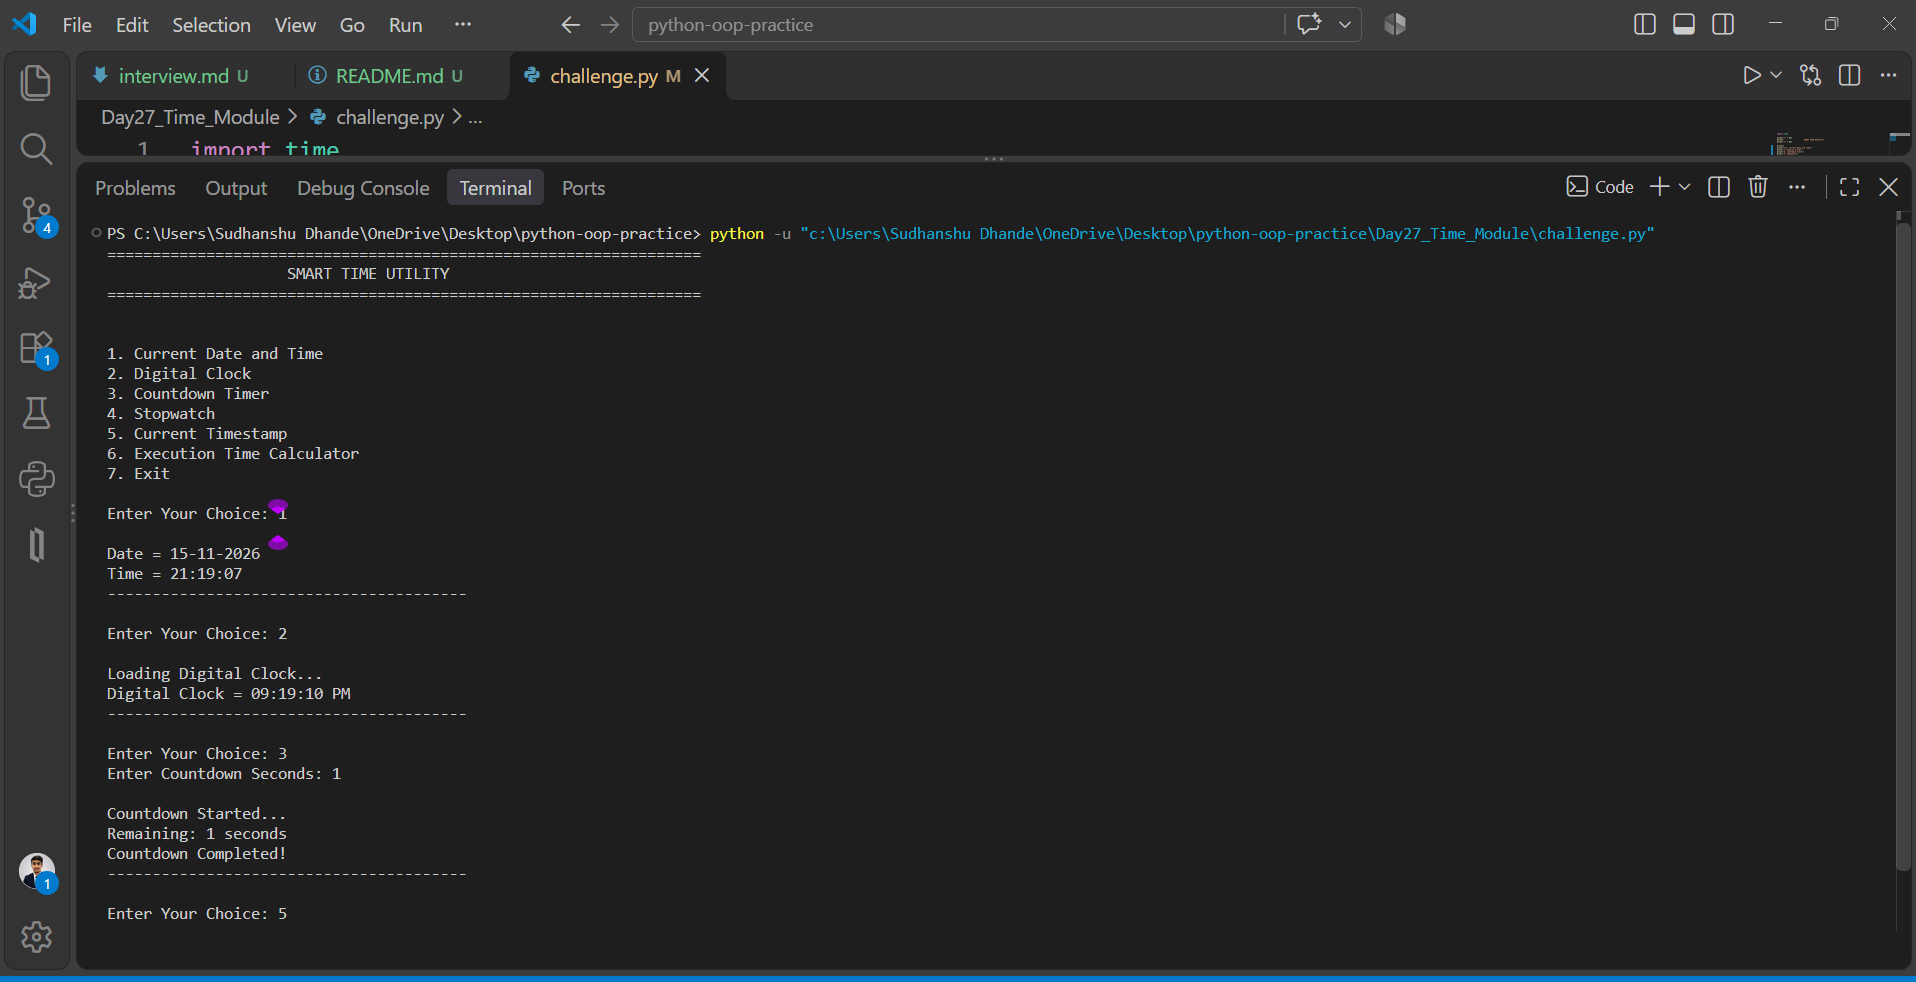 File Edit Selection View Go Run ···
python-oop-practice
interview.md U
README.md U
challenge.py M
Day27_Time_Module > challenge.py > ...
1 import time
Problems Output Debug Console Terminal Ports
Code
4
1
1
PS C:\Users\Sudhanshu Dhande\OneDrive\Desktop\python-oop-practice> python -u "c:\Users\Sudhanshu Dhande\OneDrive\Desktop\python-oop-practice\Day27_Time_Module\challenge.py"
==================================================================
SMART TIME UTILITY
==================================================================
1. Current Date and Time
2. Digital Clock
3. Countdown Timer
4. Stopwatch
5. Current Timestamp
6. Execution Time Calculator
7. Exit
Enter Your Choice: 1
Date = 15-11-2026
Time = 21:19:07
----------------------------------------
Enter Your Choice: 2
Loading Digital Clock...
Digital Clock = 09:19:10 PM
----------------------------------------
Enter Your Choice: 3
Enter Countdown Seconds: 1
Countdown Started...
Remaining: 1 seconds
Countdown Completed!
----------------------------------------
Enter Your Choice: 5